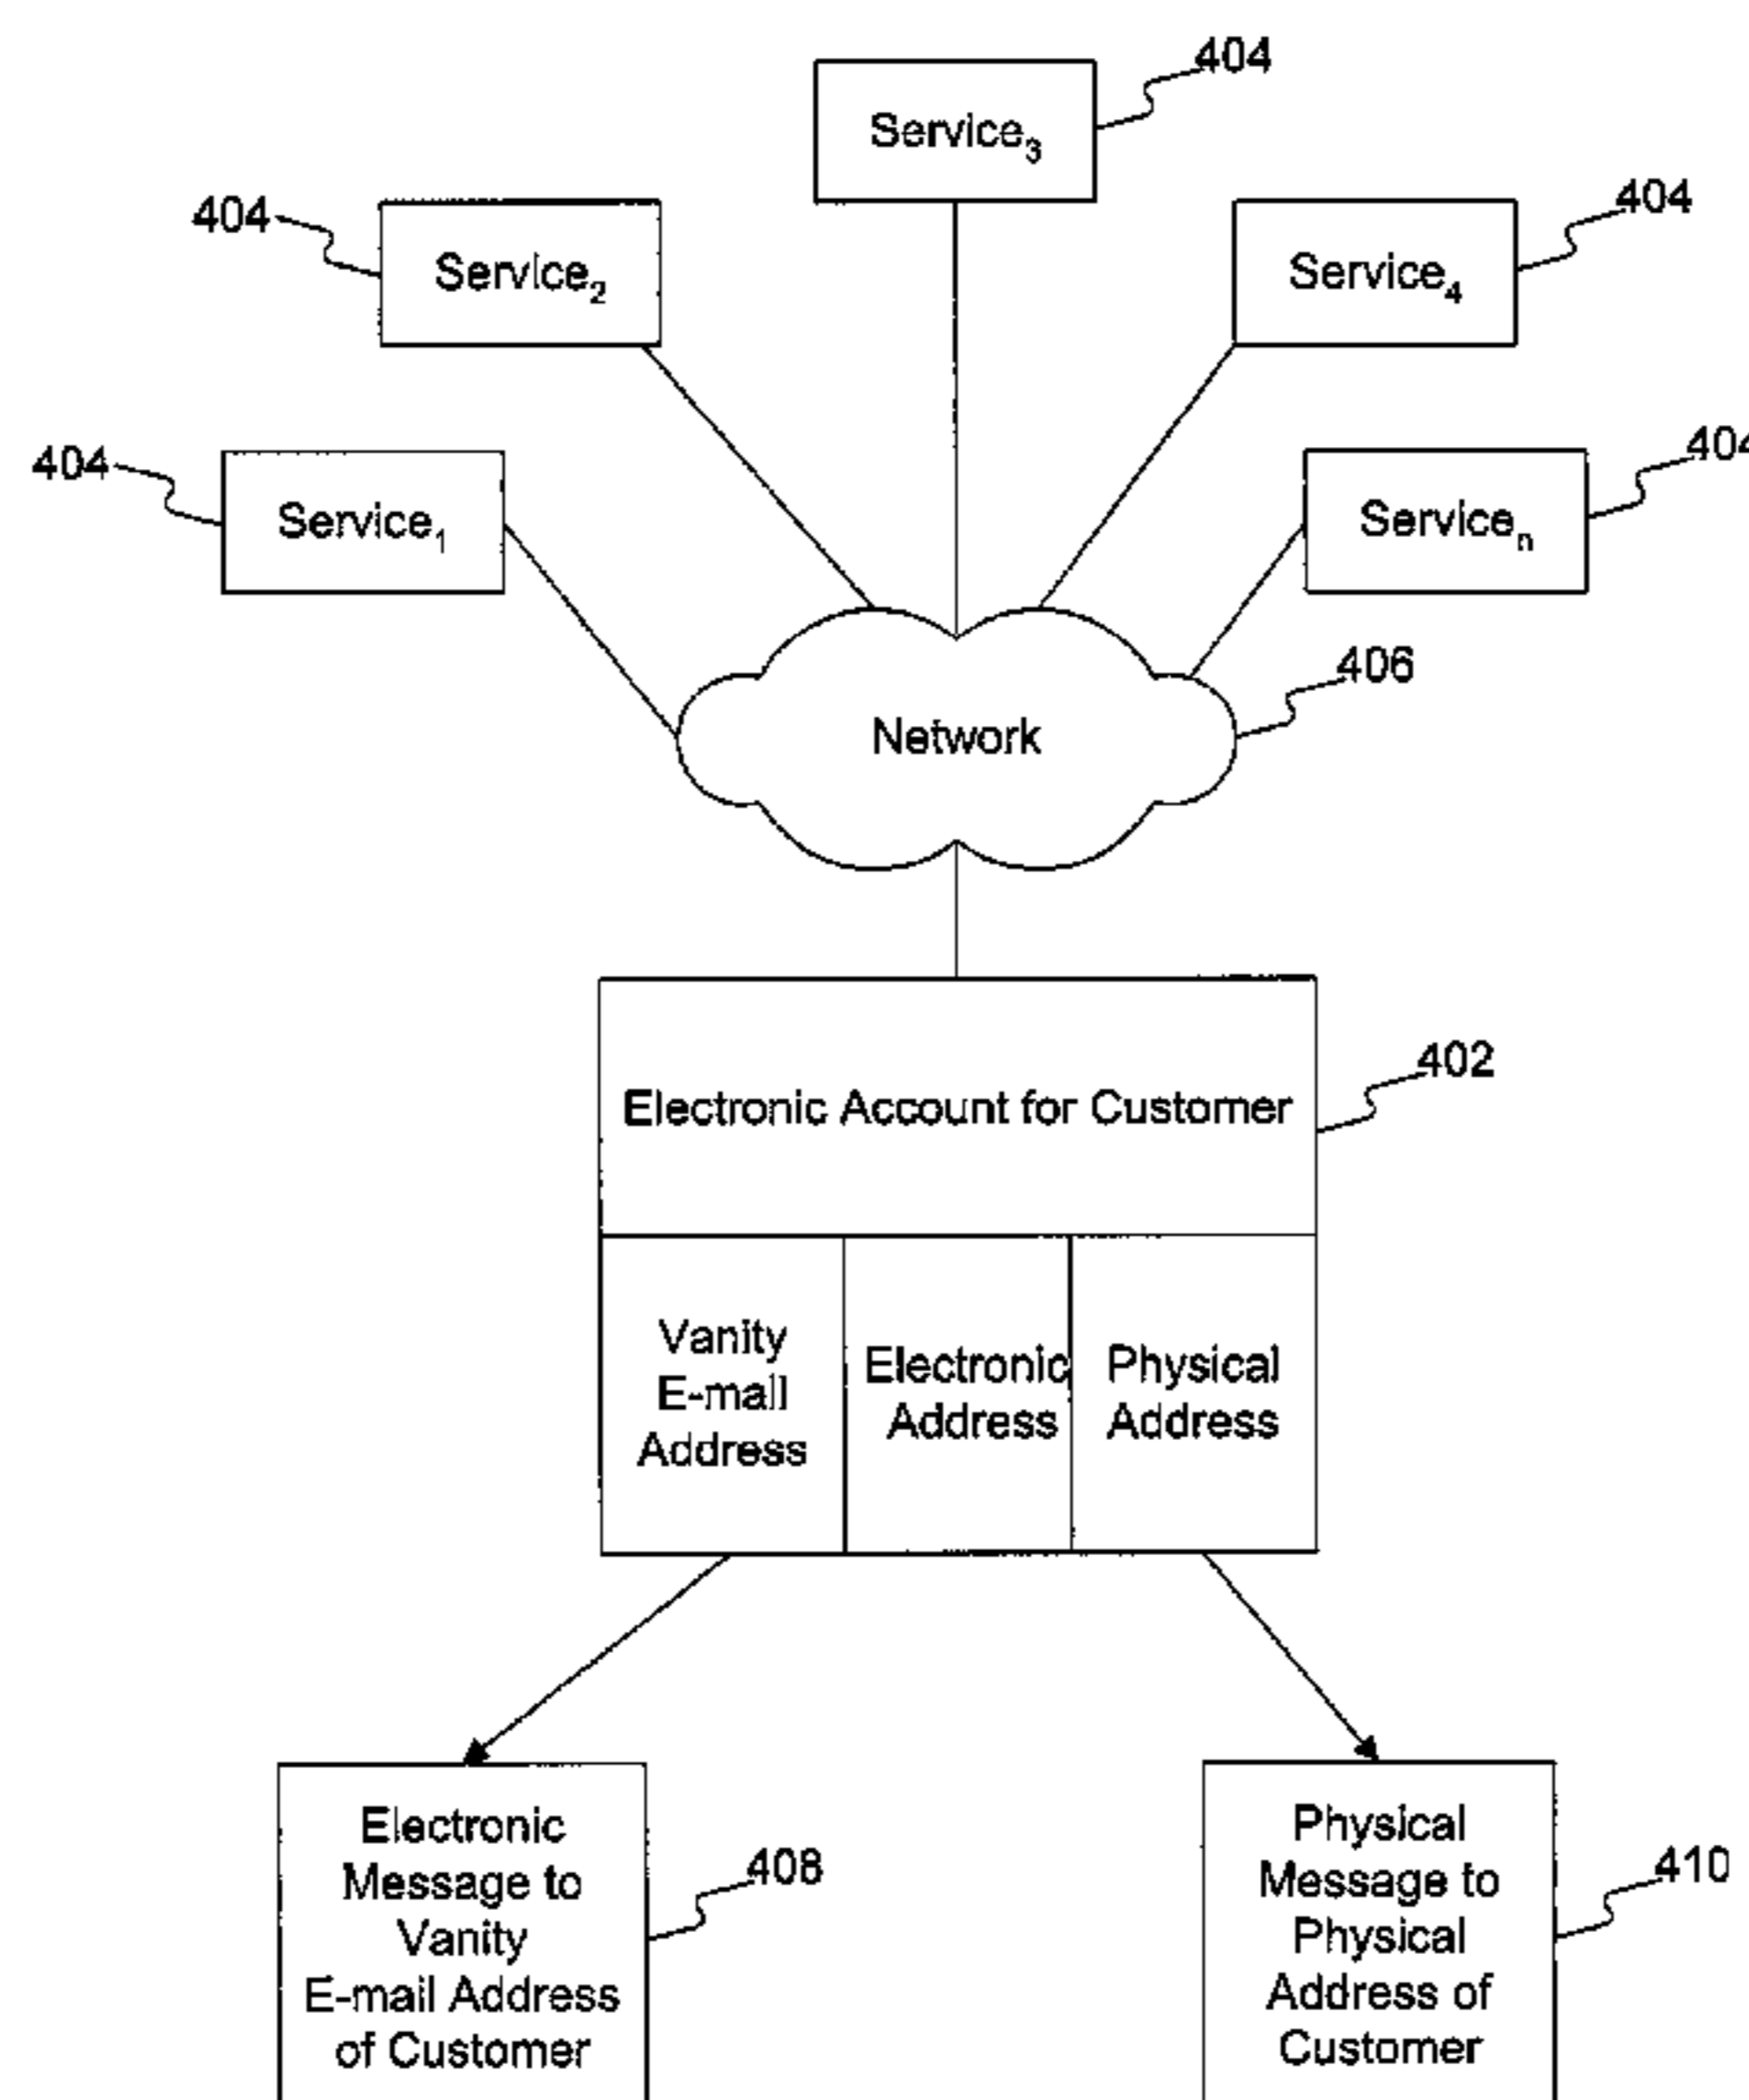 404
Service3
404
Service2
404
Service4
404
Service1
404
Servicen
406
Network
402
Electronic Account for Customer
Vanity
E-mail
Address
Electronic
Address
Physical
Address
408
Electronic
Message to
Vanity
E-mail Address
of Customer
410
Physical
Message to
Physical
Address of
Customer